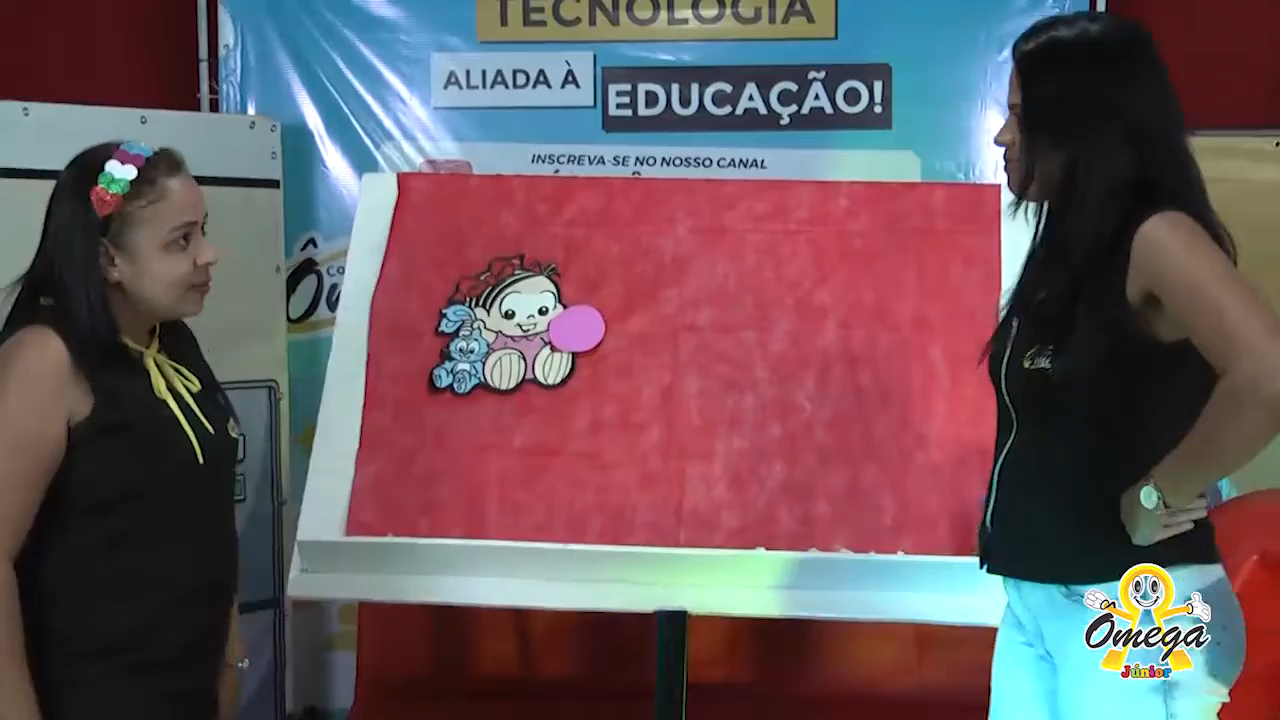 TECNOLOGIA
ALIADA À
EDUCAÇÃO!
INSCREVA-SE NO NOSSO CANAL
Ômega
Júnior